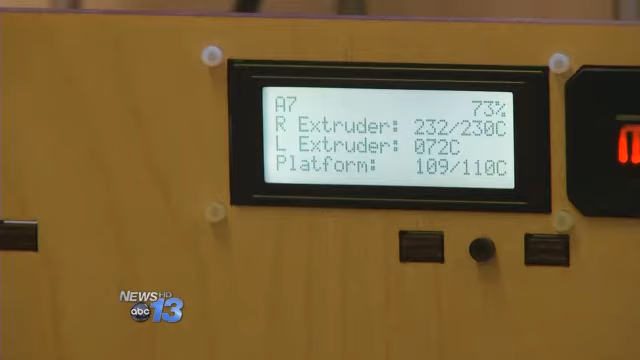 A7 73%
R Extruder: 232/230C
L Extruder: 072C
Platform: 109/110C
NEWS HD
abc 13